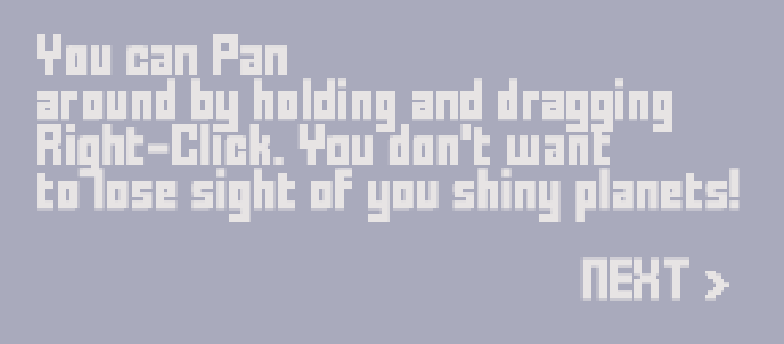 You can Pan
around by holding and dragging
Right-Click. You don't want
to lose sight of you shiny planets!
NEXT >